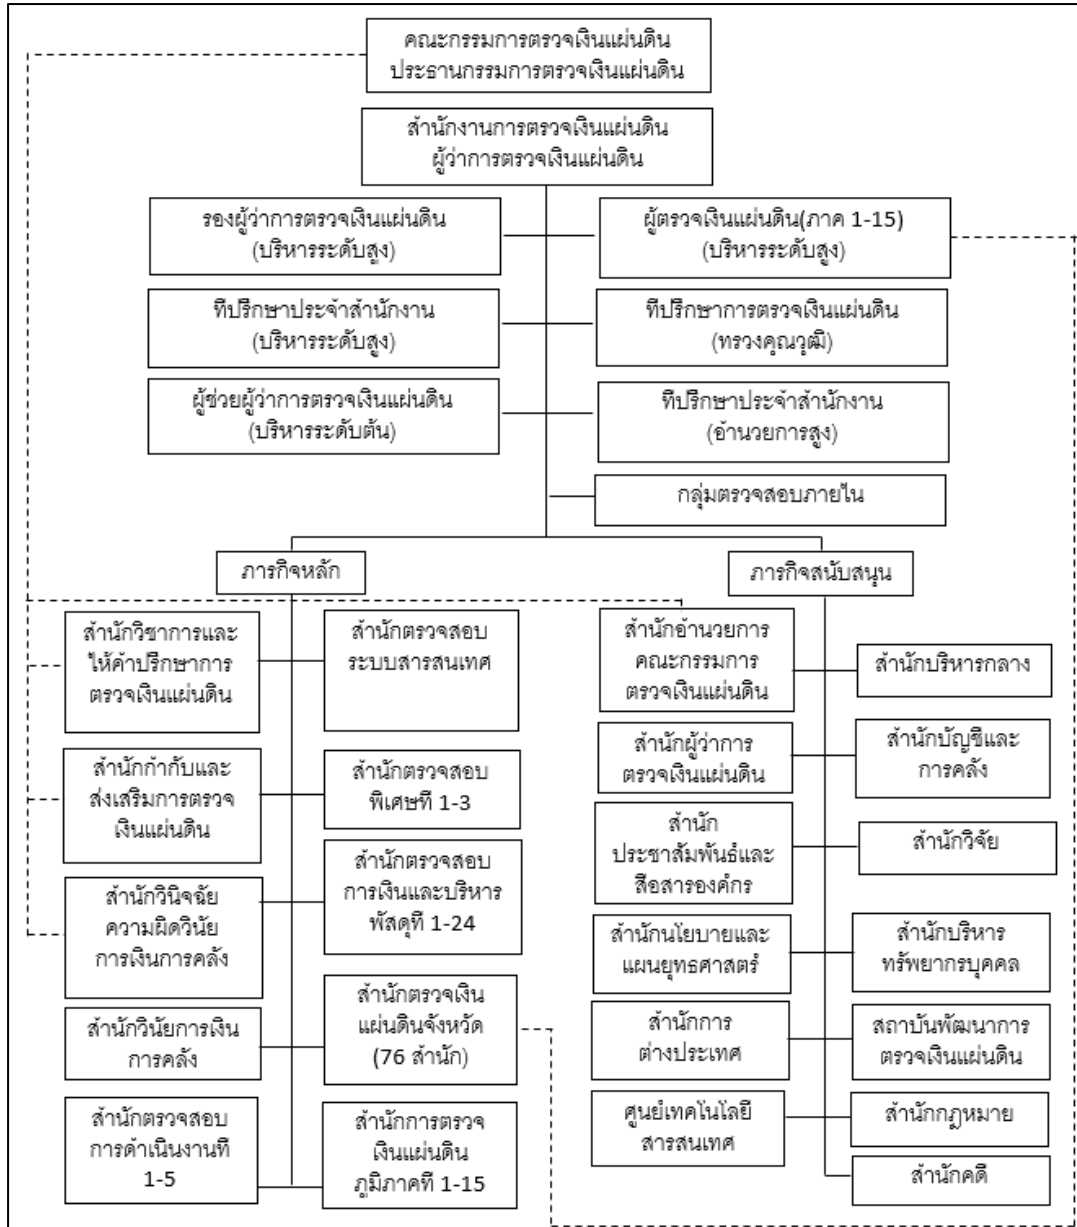 คณะกรรมการตรวจเงินแผ่นดิน
ประธานกรรมการตรวจเงินแผ่นดิน
สำนักงานการตรวจเงินแผ่นดิน
ผู้ว่าการตรวจเงินแผ่นดิน
รองผู้ว่าการตรวจเงินแผ่นดิน
(บริหารระดับสูง)
ผู้ตรวจเงินแผ่นดิน(ภาค 1-15)
(บริหารระดับสูง)
ที่ปรึกษาประจำสำนักงาน
(บริหารระดับสูง)
ที่ปรึกษาการตรวจเงินแผ่นดิน
(ทรวงคุณวุฒิ)
ผู้ช่วยผู้ว่าการตรวจเงินแผ่นดิน
(บริหารระดับต้น)
ที่ปรึกษาประจำสำนักงาน
(อำนวยการสูง)
กลุ่มตรวจสอบภายใน
ภารกิจหลัก
ภารกิจสนับสนุน
สำนักวิชาการและ
ให้คำปรึกษาการ
ตรวจเงินแผ่นดิน
สำนักตรวจสอบ
ระบบสารสนเทศ
สำนักกำกับและ
ส่งเสริมการตรวจ
เงินแผ่นดิน
สำนักตรวจสอบ
พิเศษที่ 1-3
สำนักวินิจฉัย
ความผิดวินัย
การเงินการคลัง
สำนักตรวจสอบ
การเงินและบริหาร
พัสดุที่ 1-24
สำนักวินัยการเงิน
การคลัง
สำนักตรวจเงิน
แผ่นดินจังหวัด
(76 สำนัก)
สำนักตรวจสอบ
การดำเนินงานที่
1-5
สำนักการตรวจ
เงินแผ่นดิน
ภูมิภาคที่ 1-15
สำนักอำนวยการ
คณะกรรมการ
ตรวจเงินแผ่นดิน
สำนักบริหารกลาง
สำนักผู้ว่าการ
ตรวจเงินแผ่นดิน
สำนักบัญชีและ
การคลัง
สำนัก
ประชาสัมพันธ์และ
สื่อสารองค์กร
สำนักวิจัย
สำนักนโยบายและ
แผนยุทธศาสตร์
สำนักบริหาร
ทรัพยากรบุคคล
สำนักการ
ต่างประเทศ
สถาบันพัฒนาการ
ตรวจเงินแผ่นดิน
ศูนย์เทคโนโลยี
สารสนเทศ
สำนักกฎหมาย
สำนักคดี